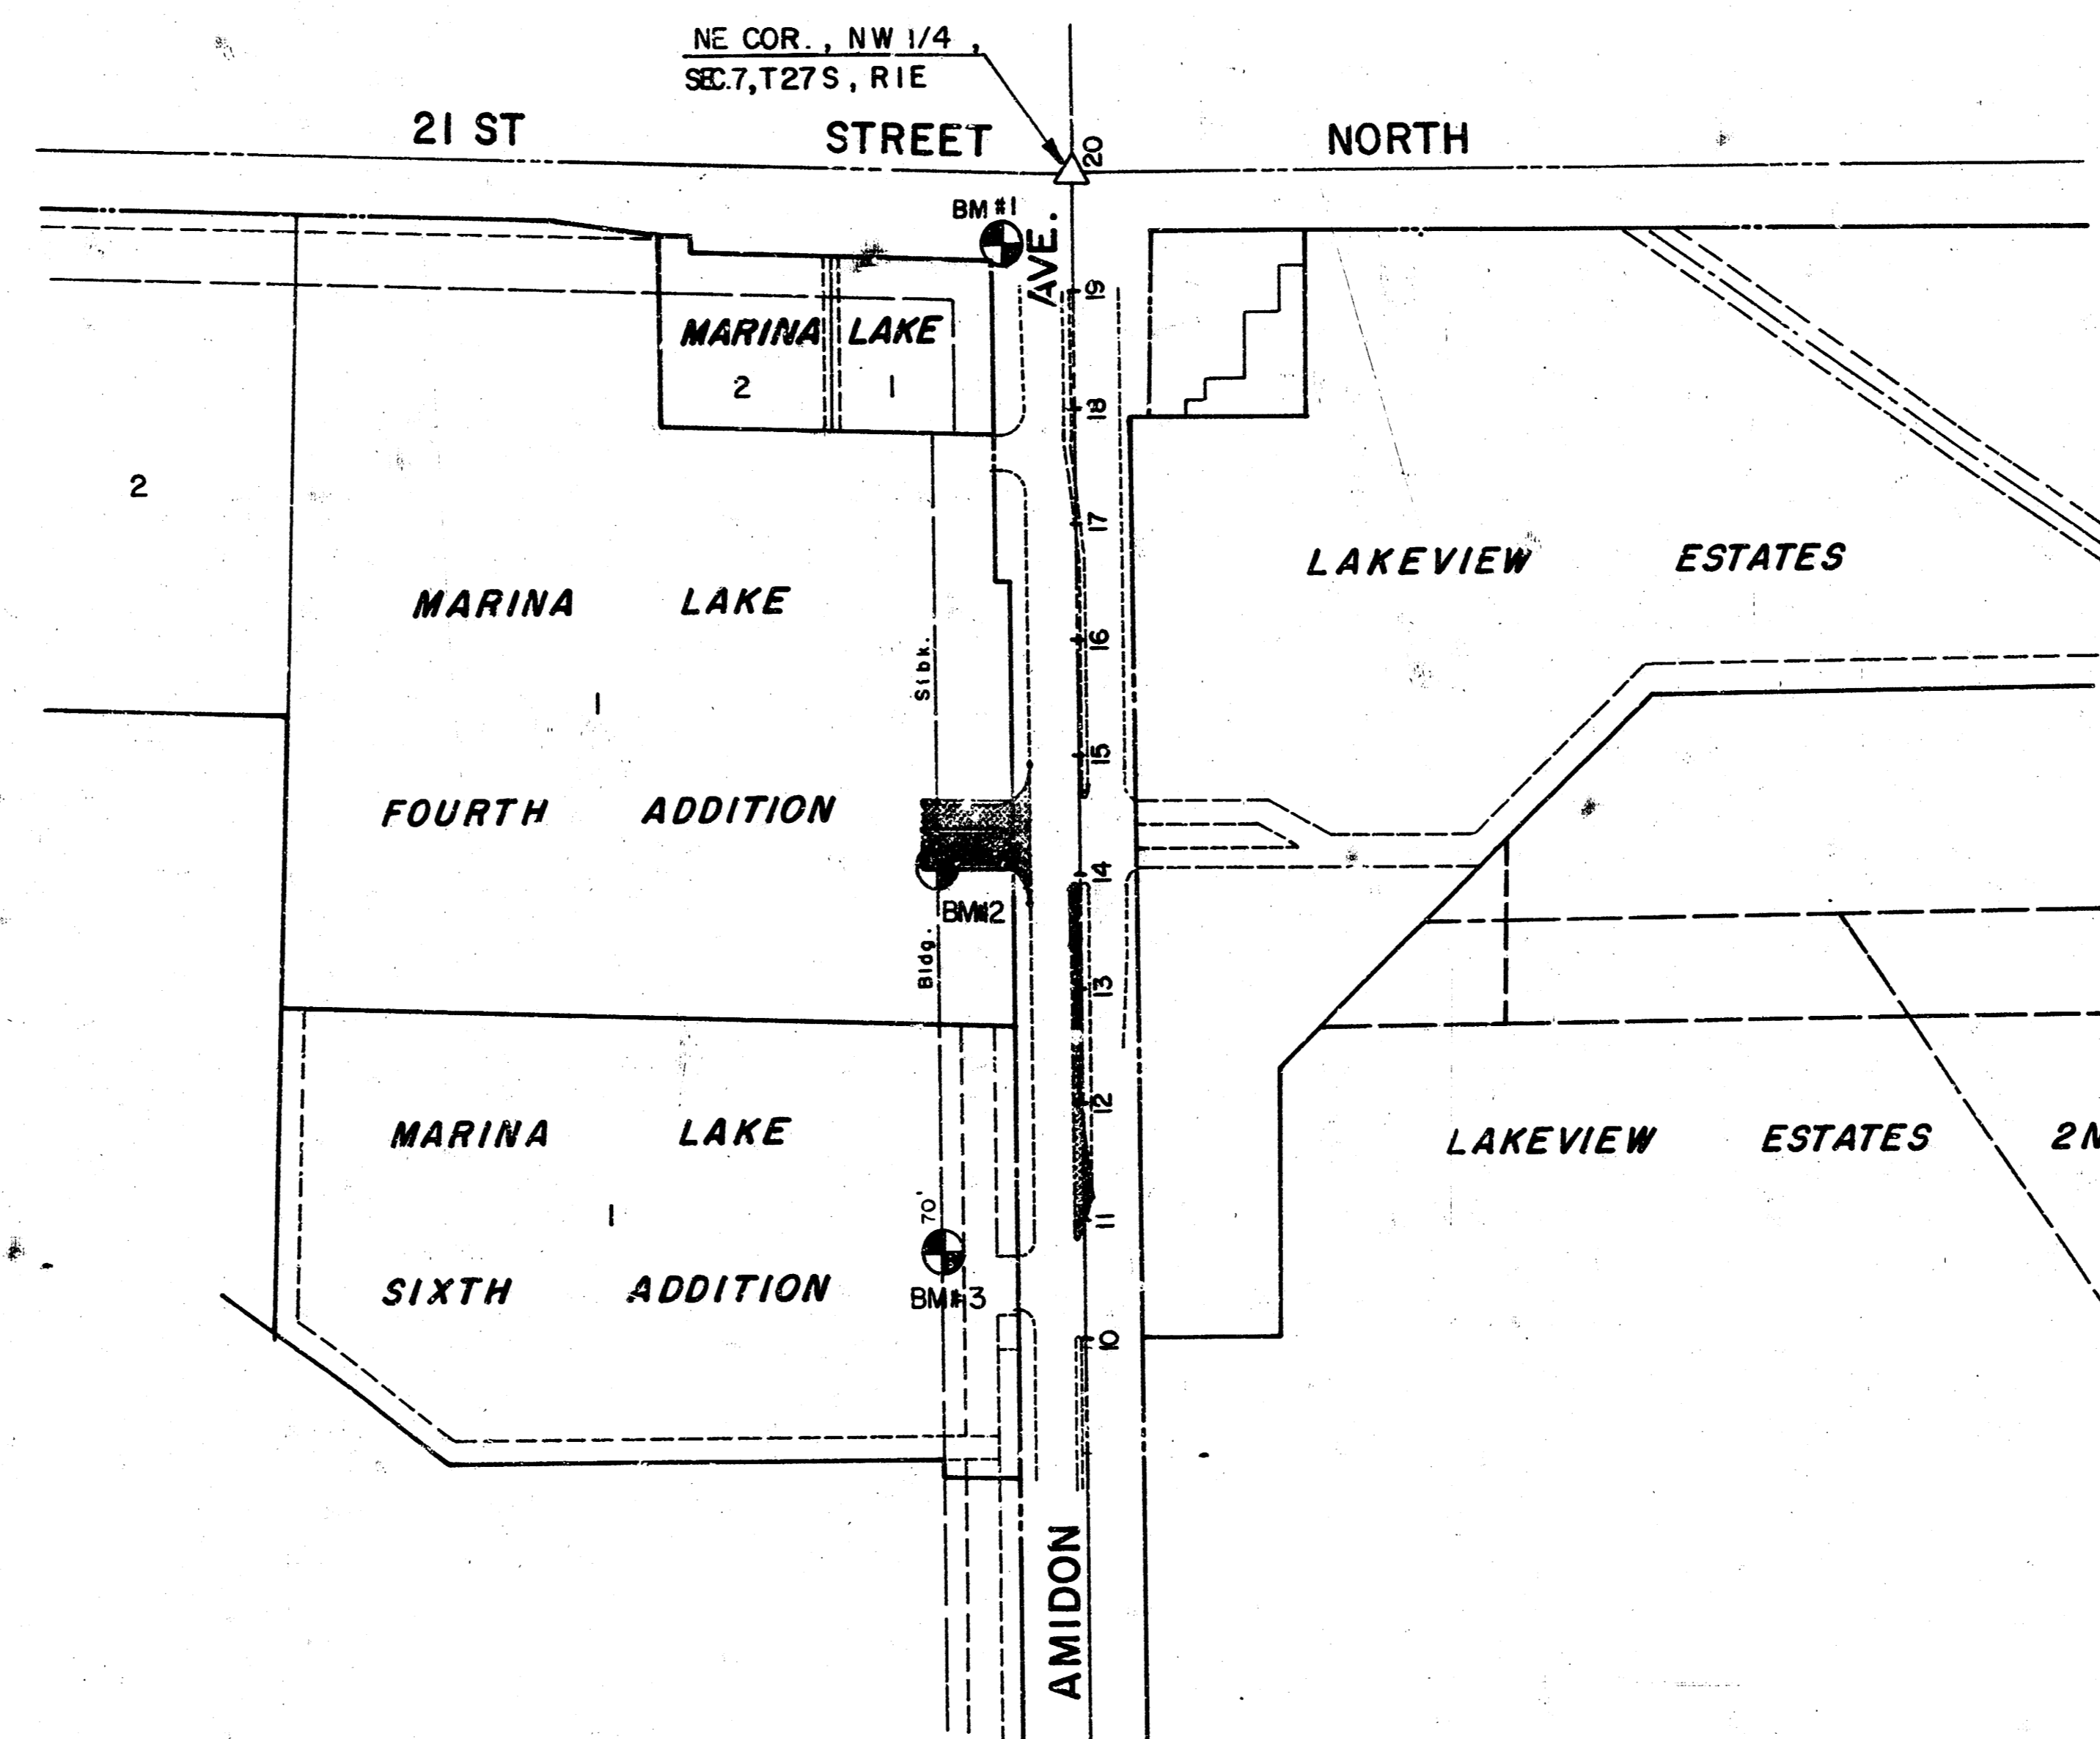 NE COR., NW 1/4,
SEC.7, T27S, R1E
21 ST STREET NORTH
20
BM #1
AVE.
19
MARINA LAKE
2 1
18
2
17
LAKEVIEW ESTATES
MARINA LAKE
16
Stbk.
1
15
FOURTH ADDITION
14
BM#2
Bldg.
13
12
MARINA LAKE
LAKEVIEW ESTATES 2N
70'
1
11
SIXTH ADDITION
BM#3
10
AMIDON